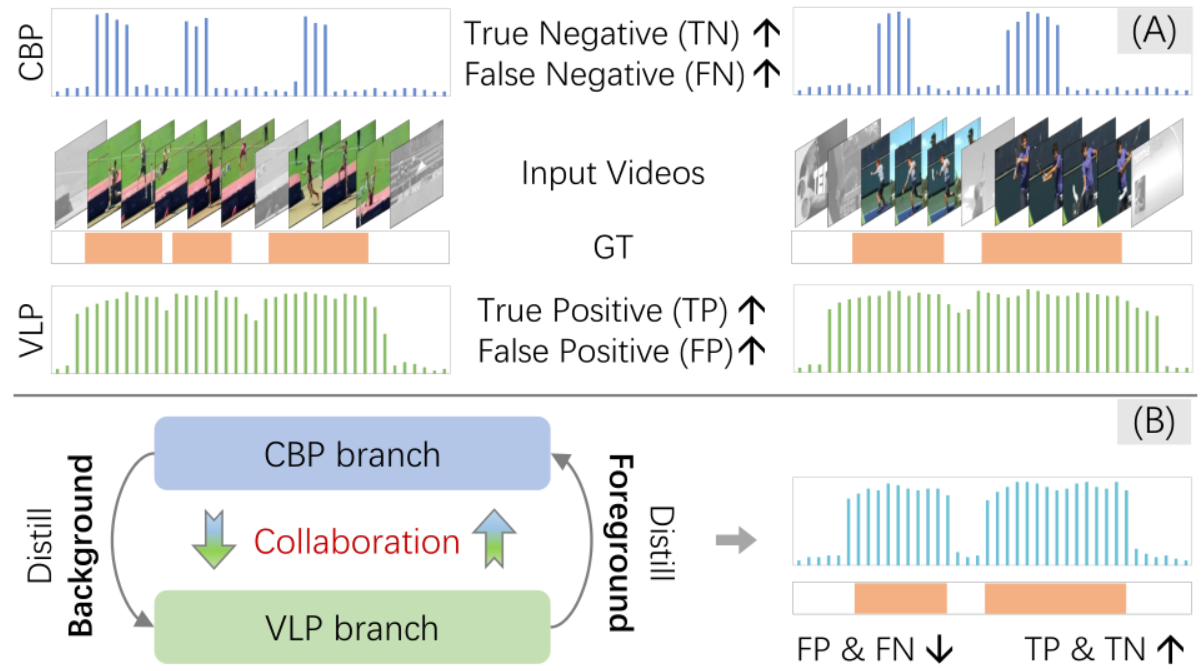 CBP
True Negative (TN) ↑
False Negative (FN) ↑
(A)
Input Videos
GT
VLP
True Positive (TP) ↑
False Positive (FP) ↑
(B)
Distill
Background
CBP branch
Collaboration
VLP branch
Foreground
Distill
FP & FN ↓
TP & TN ↑